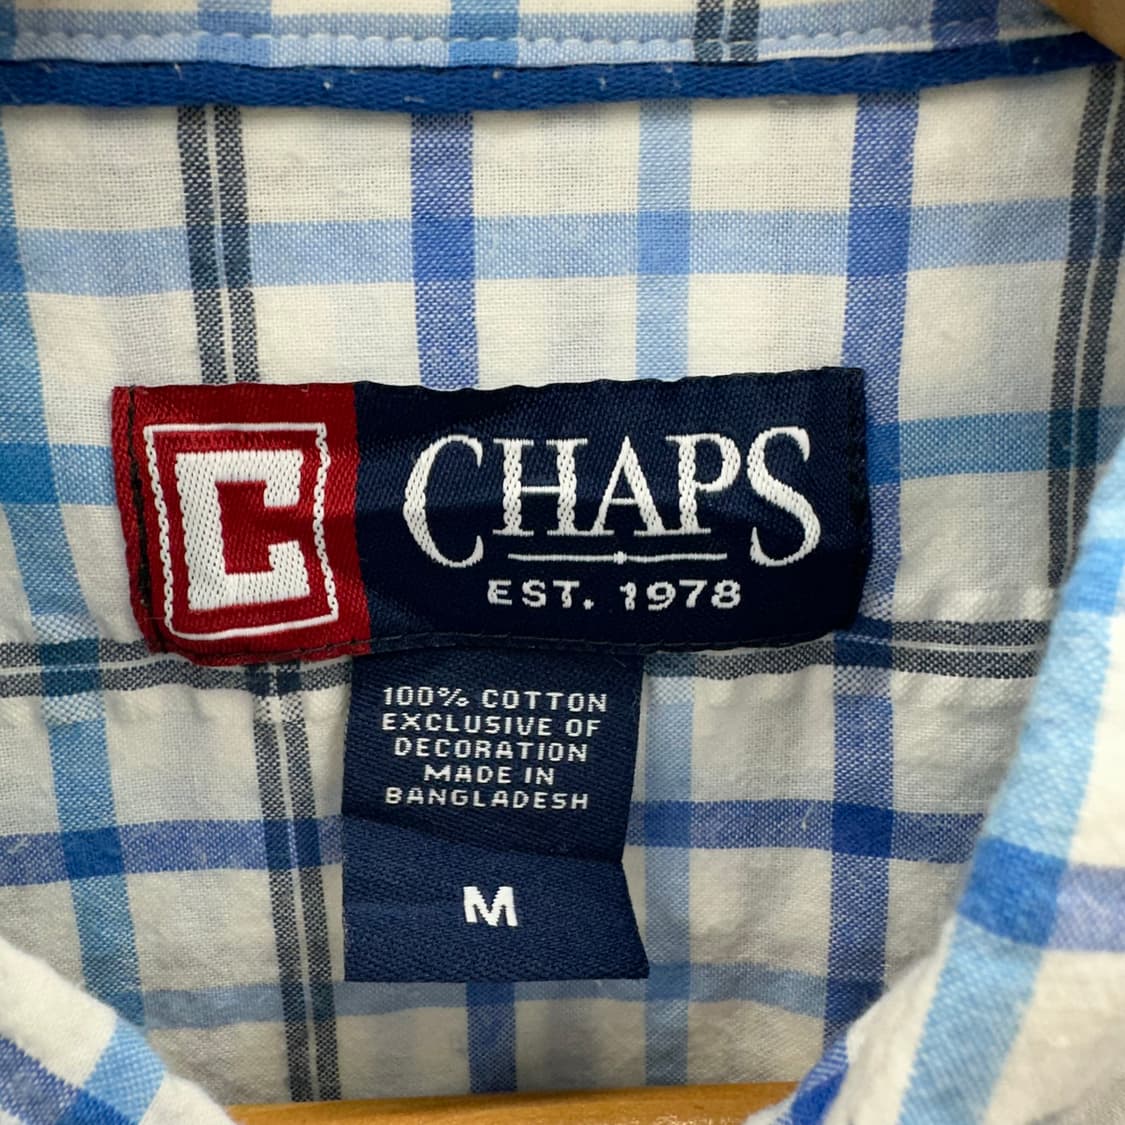 C
CHAPS
EST. 1978
100% COTTON
EXCLUSIVE OF
DECORATION
MADE IN
BANGLADESH
M